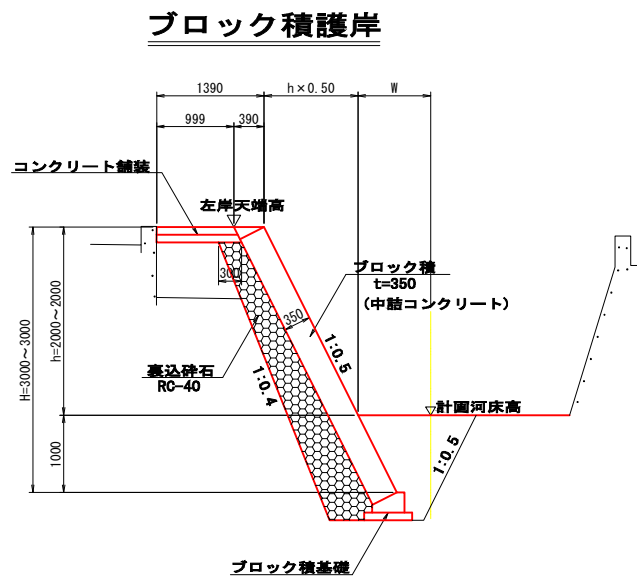 ブロック積護岸
1390
h×0.50
W
999
390
コンクリート舗装
左岸天端高
300
ブロック積
t=350
(中詰コンクリート)
350
1:0.5
裏込砕石
RC-40
1:0.4
H=3000～3000
h=2000～2000
1000
計画河床高
1:0.5
ブロック積基礎